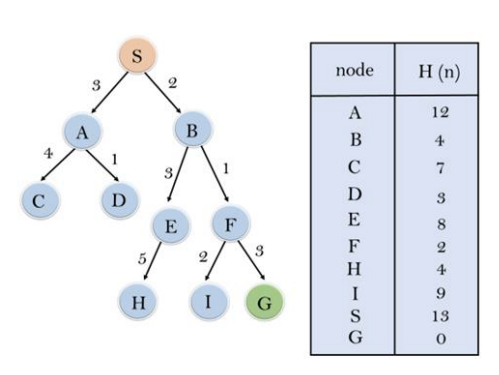 S
3
2
A
B
4
1
3
1
C
D
E
F
5
2
3
H
I
G
node H (n)
A 12
B 4
C 7
D 3
E 8
F 2
H 4
I 9
S 13
G 0